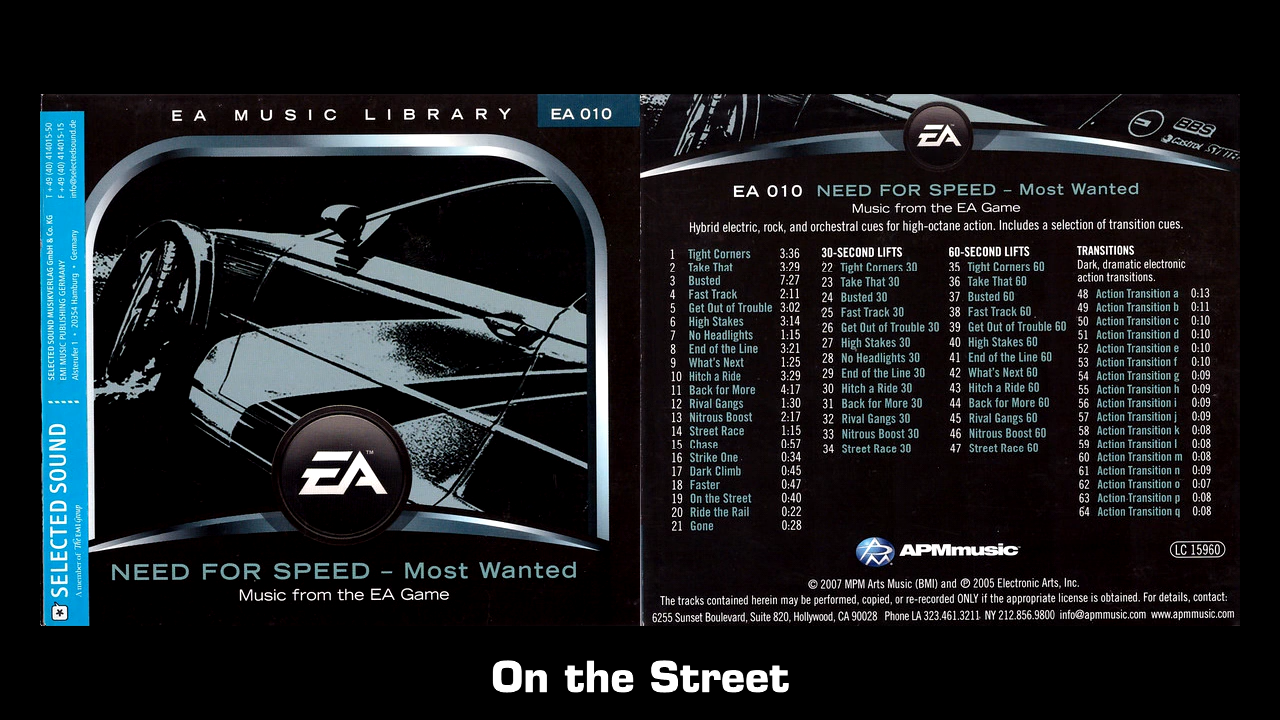 EA MUSIC LIBRARY
EA 010
T +49 (40) 414015-50
F +49 (40) 414015-15
info@selectedsound.de
SELECTED SOUND MUSIKVERLAG GmbH & Co. KG
EMI MUSIC PUBLISHING GERMANY
Alsterufer 1 • 20354 Hamburg • Germany
SELECTED SOUND
A member of The EMI Group
EA
NEED FOR SPEED – Most Wanted
Music from the EA Game
BBS
Castrol
EA
EA 010 NEED FOR SPEED – Most Wanted
Music from the EA Game
Hybrid electric, rock, and orchestral cues for high-octane action. Includes a selection of transition cues.
1 Tight Corners 3:36
2 Take That 3:29
3 Busted 7:27
4 Fast Track 2:11
5 Get Out of Trouble 3:02
6 High Stakes 3:14
7 No Headlights 1:15
8 End of the Line 3:21
9 What's Next 1:25
10 Hitch a Ride 3:29
11 Back for More 4:17
12 Rival Gangs 1:30
13 Nitrous Boost 2:17
14 Street Race 1:15
15 Chase 0:57
16 Strike One 0:34
17 Dark Climb 0:45
18 Faster 0:47
19 On the Street 0:40
20 Ride the Rail 0:22
21 Gone 0:28
30-SECOND LIFTS
22 Tight Corners 30
23 Take That 30
24 Busted 30
25 Fast Track 30
26 Get Out of Trouble 30
27 High Stakes 30
28 No Headlights 30
29 End of the Line 30
30 Hitch a Ride 30
31 Back for More 30
32 Rival Gangs 30
33 Nitrous Boost 30
34 Street Race 30
60-SECOND LIFTS
35 Tight Corners 60
36 Take That 60
37 Busted 60
38 Fast Track 60
39 Get Out of Trouble 60
40 High Stakes 60
41 End of the Line 60
42 What's Next 60
43 Hitch a Ride 60
44 Back for More 60
45 Rival Gangs 60
46 Nitrous Boost 60
47 Street Race 60
TRANSITIONS
Dark, dramatic electronic
action transitions.
48 Action Transition a 0:13
49 Action Transition b 0:11
50 Action Transition c 0:10
51 Action Transition d 0:10
52 Action Transition e 0:10
53 Action Transition f 0:10
54 Action Transition g 0:09
55 Action Transition h 0:09
56 Action Transition i 0:09
57 Action Transition j 0:09
58 Action Transition k 0:08
59 Action Transition l 0:08
60 Action Transition m 0:08
61 Action Transition n 0:09
62 Action Transition o 0:07
63 Action Transition p 0:08
64 Action Transition q 0:08
APMmusic
LC 15960
© 2007 MPM Arts Music (BMI) and ℗ 2005 Electronic Arts, Inc.
The tracks contained herein may be performed, copied, or re-recorded ONLY if the appropriate license is obtained. For details, contact:
6255 Sunset Boulevard, Suite 820, Hollywood, CA 90028 Phone LA 323.461.3211 NY 212.856.9800 info@apmmusic.com www.apmmusic.com
On the Street